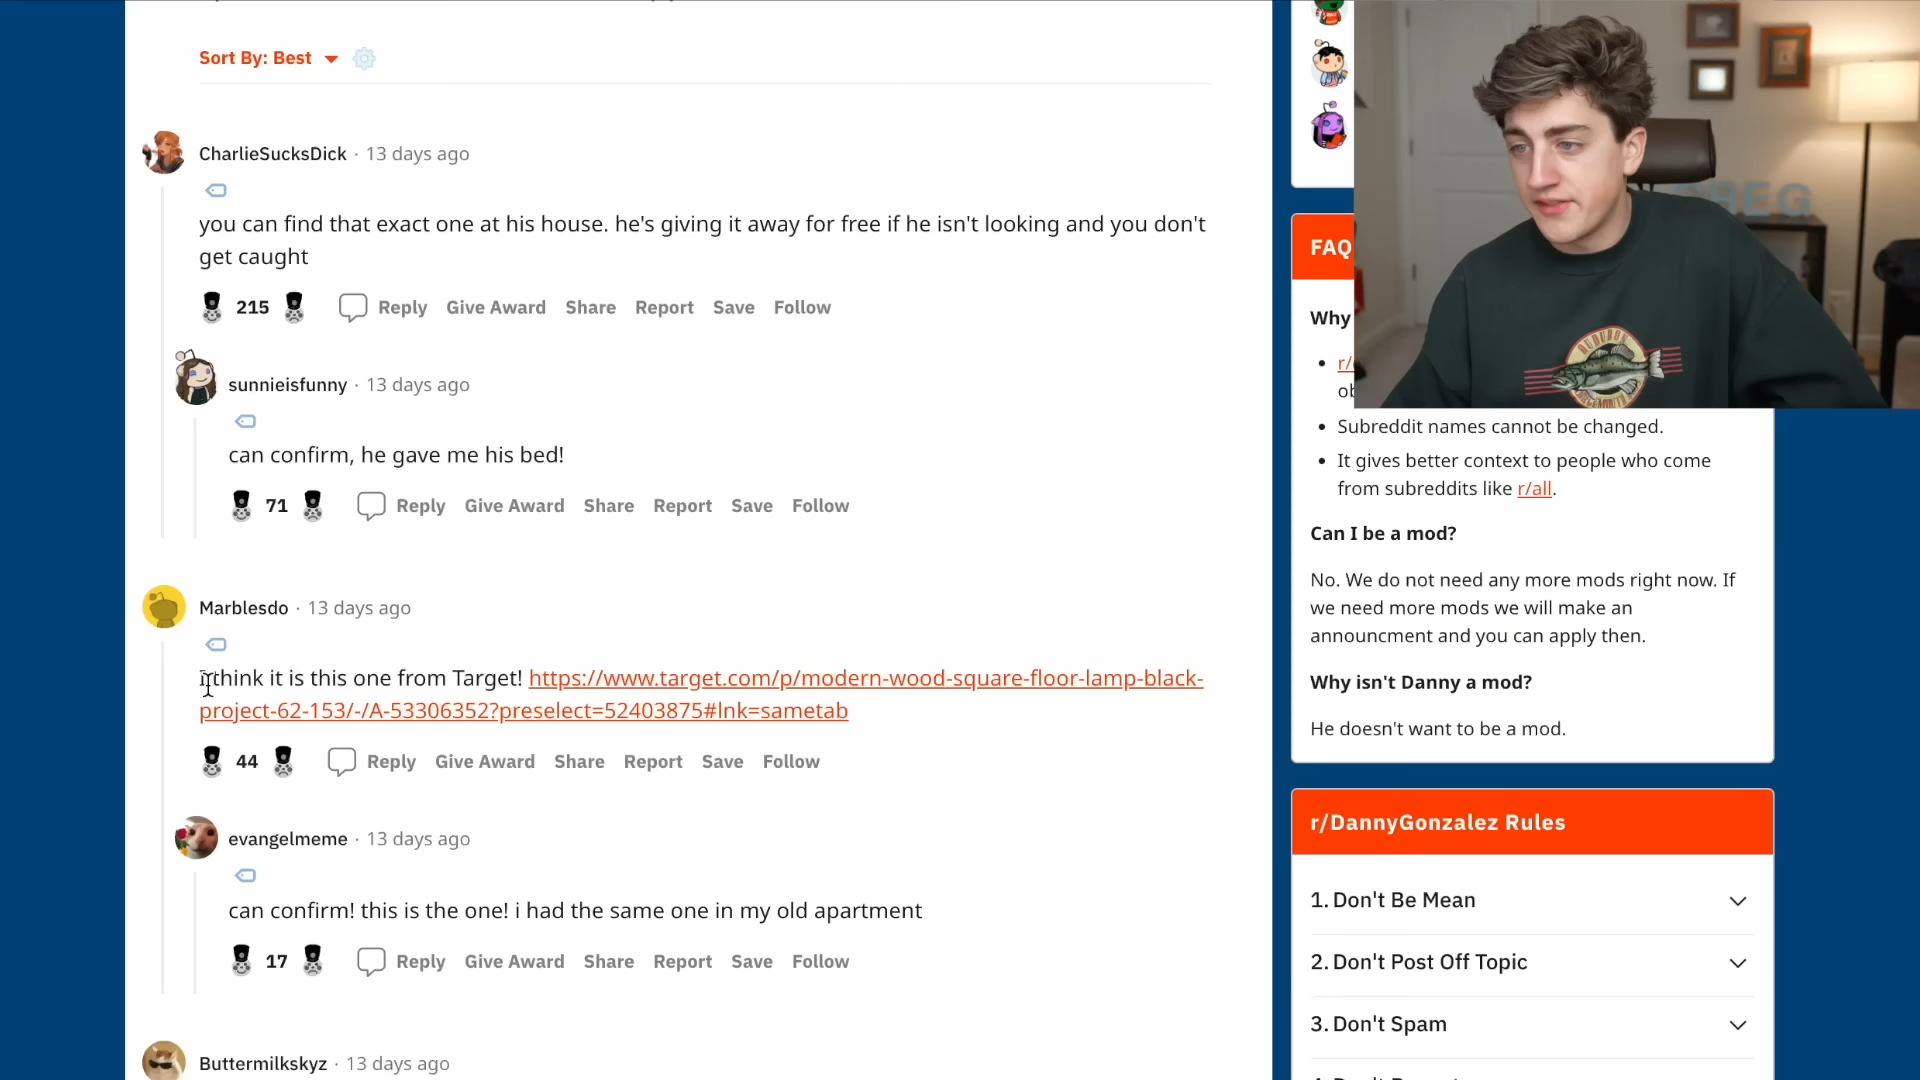 Sort By: Best
CharlieSucksDick · 13 days ago
you can find that exact one at his house. he's giving it away for free if he isn't looking and you don't
get caught
215 Reply Give Award Share Report Save Follow
sunnieisfunny · 13 days ago
can confirm, he gave me his bed!
71 Reply Give Award Share Report Save Follow
Marblesdo · 13 days ago
I think it is this one from Target! https://www.target.com/p/modern-wood-square-floor-lamp-black-
project-62-153/-/A-53306352?preselect=52403875#lnk=sametab
44 Reply Give Award Share Report Save Follow
evangelmeme · 13 days ago
can confirm! this is the one! i had the same one in my old apartment
17 Reply Give Award Share Report Save Follow
Buttermilkskyz · 13 days ago
FAQ
Why
r/
ob
• Subreddit names cannot be changed.
• It gives better context to people who come
from subreddits like r/all.
Can I be a mod?
No. We do not need any more mods right now. If
we need more mods we will make an
announcment and you can apply then.
Why isn't Danny a mod?
He doesn't want to be a mod.
r/DannyGonzalez Rules
1. Don't Be Mean
2. Don't Post Off Topic
3. Don't Spam
GREG